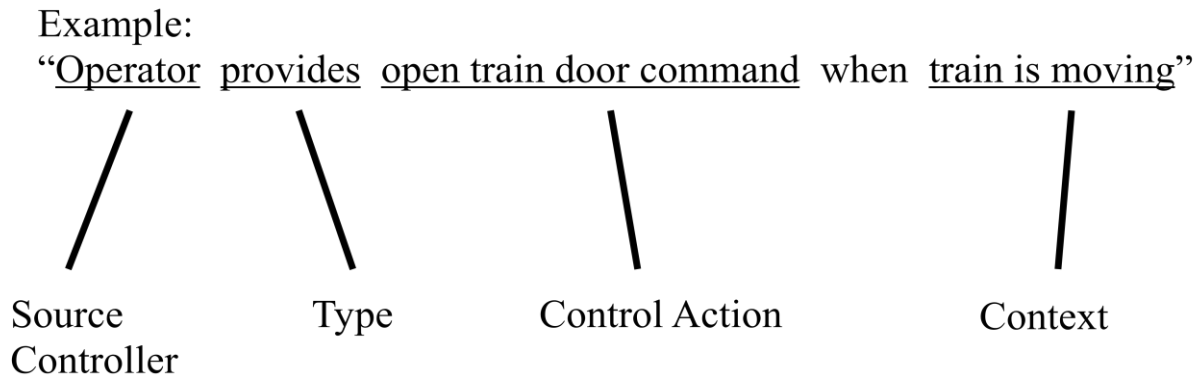 Example:
“Operator provides open train door command when train is moving”
Source
Controller
Type
Control Action
Context